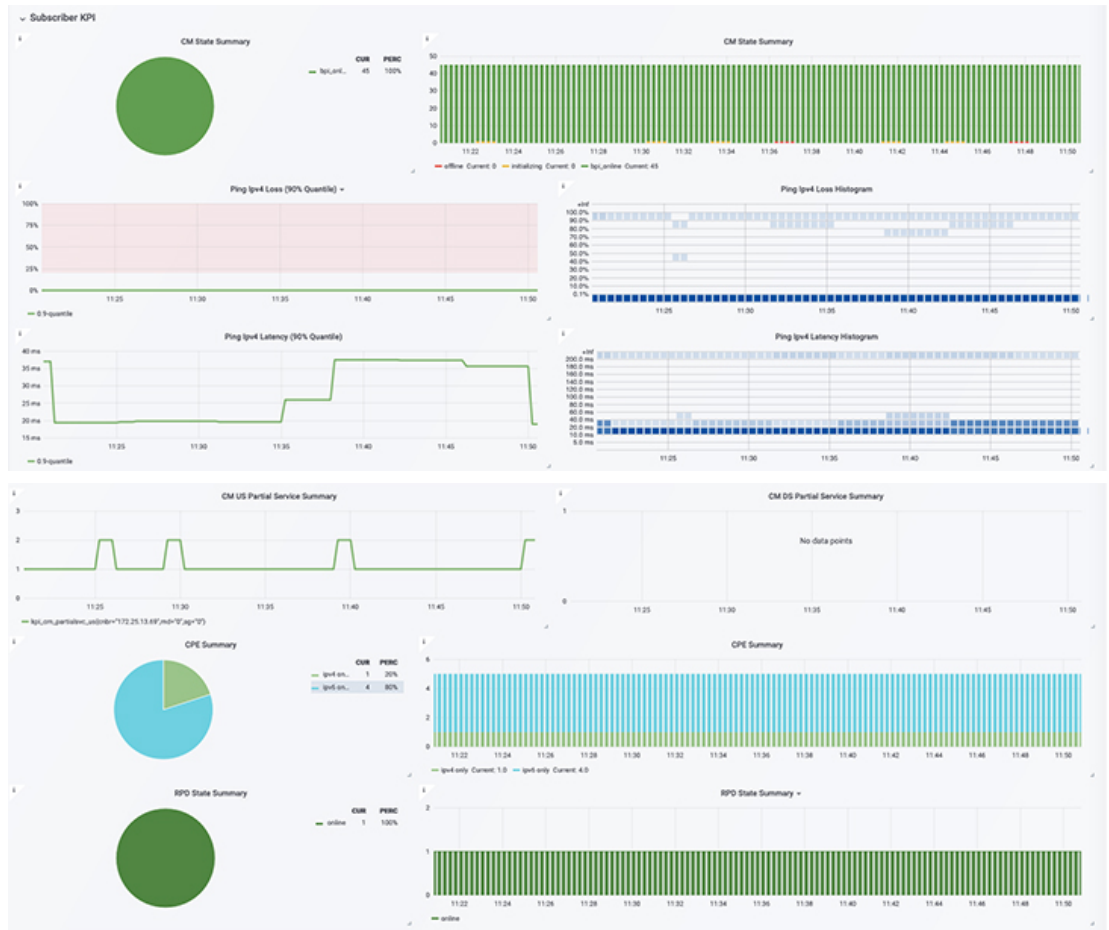 Subscriber KPI
CM State Summary
CUR PERC
bpi_onl... 45 100%
CM State Summary
50
40
30
20
10
0
11:22 11:24 11:26 11:28 11:30 11:32 11:34 11:36 11:38 11:40 11:42 11:44 11:46 11:48 11:50
offline Current: 0 initializing Current: 0 bpi_online Current: 45
Ping Ipv4 Loss (90% Quantile)
100%
75%
50%
25%
0%
11:25 11:30 11:35 11:40 11:45 11:50
0.9-quantile
Ping Ipv4 Loss Histogram
+Inf
100.0%
90.0%
80.0%
70.0%
60.0%
50.0%
40.0%
30.0%
20.0%
10.0%
0.1%
11:25 11:30 11:35 11:40 11:45 11:50
Ping Ipv4 Latency (90% Quantile)
40 ms
35 ms
30 ms
25 ms
20 ms
15 ms
11:25 11:30 11:35 11:40 11:45 11:50
0.9-quantile
Ping Ipv4 Latency Histogram
+Inf
200.0 ms
180.0 ms
160.0 ms
140.0 ms
120.0 ms
100.0 ms
80.0 ms
60.0 ms
40.0 ms
20.0 ms
10.0 ms
5.0 ms
11:25 11:30 11:35 11:40 11:45 11:50
CM US Partial Service Summary
3
2
1
0
11:25 11:30 11:35 11:40 11:45 11:50
kpi_cm_partialsvc_us{cnbr="172.25.13.69",md="0",sg="0"}
CM DS Partial Service Summary
1
No data points
0
11:25 11:30 11:35 11:40 11:45 11:50
CPE Summary
CUR PERC
ipv4 on... 1 20%
ipv6 on... 4 80%
CPE Summary
6
4
2
0
11:22 11:24 11:26 11:28 11:30 11:32 11:34 11:36 11:38 11:40 11:42 11:44 11:46 11:48 11:50
ipv4 only Current: 1.0 ipv6 only Current: 4.0
RPD State Summary
CUR PERC
online 1 100%
RPD State Summary
2
1
0
11:22 11:24 11:26 11:28 11:30 11:32 11:34 11:36 11:38 11:40 11:42 11:44 11:46 11:48 11:50
online